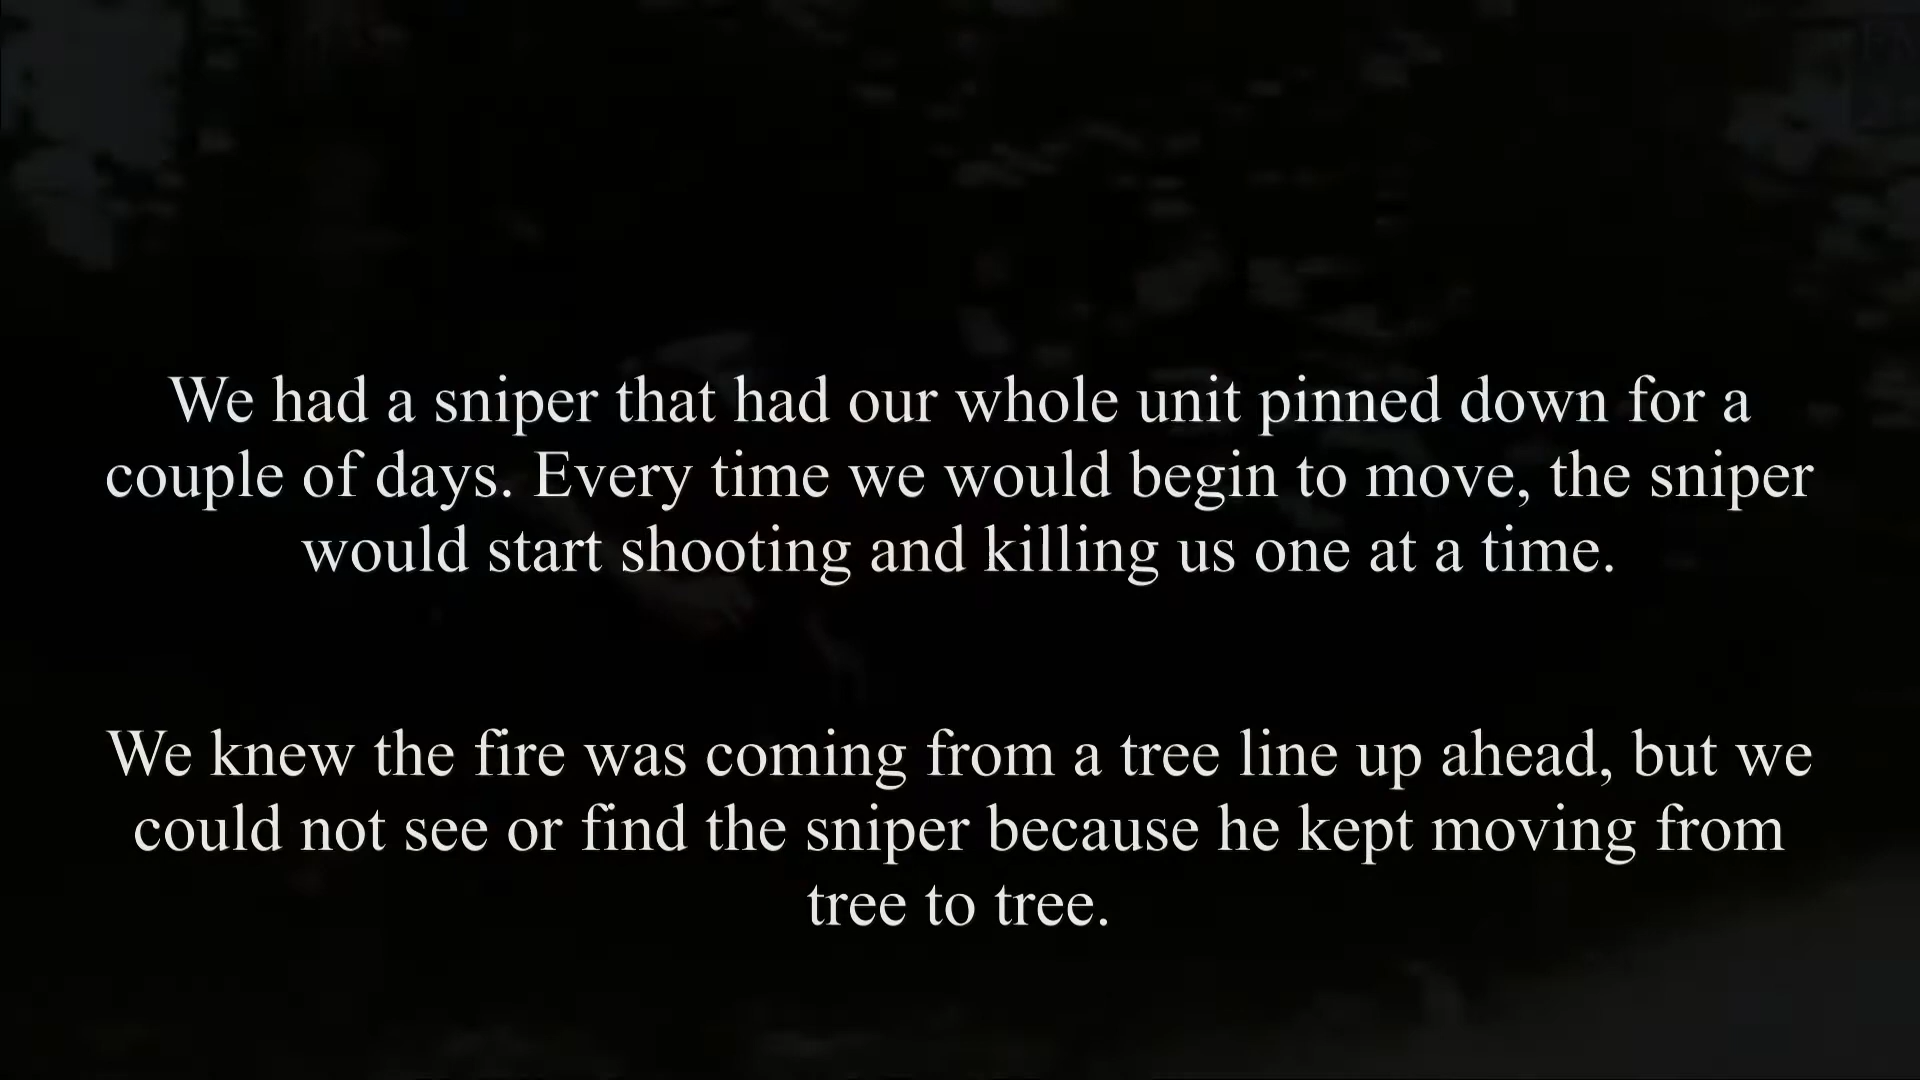 We had a sniper that had our whole unit pinned down for a
couple of days. Every time we would begin to move, the sniper
would start shooting and killing us one at a time.
We knew the fire was coming from a tree line up ahead, but we
could not see or find the sniper because he kept moving from
tree to tree.